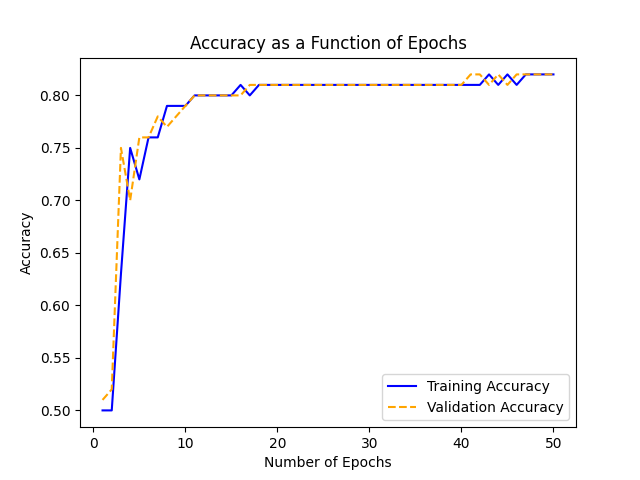 Accuracy as a Function of Epochs
Accuracy
0.80
0.75
0.70
0.65
0.60
0.55
0.50
0
10
20
30
40
50
Number of Epochs
Training Accuracy
Validation Accuracy